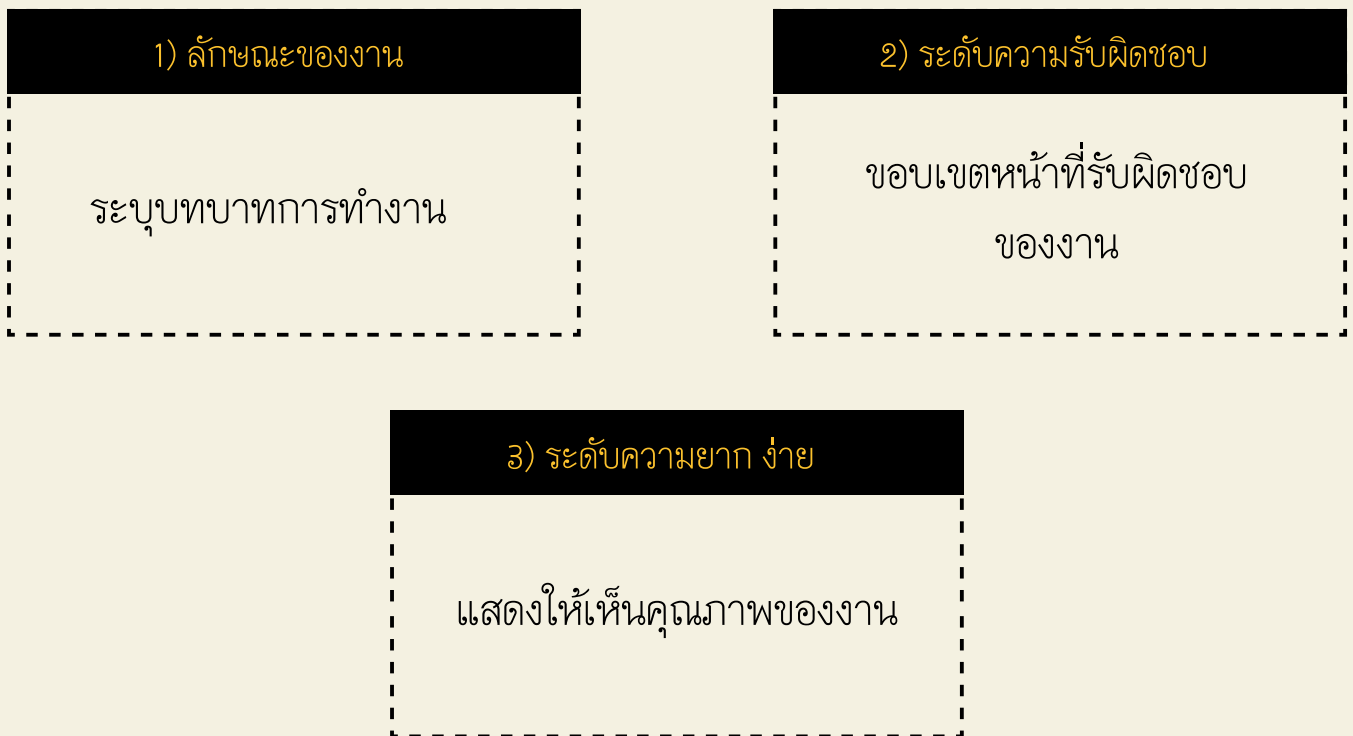 1) ลักษณะของงาน
ระบุบทบาทการทำงาน
2) ระดับความรับผิดชอบ
ขอบเขตหน้าที่รับผิดชอบ
ของงาน
3) ระดับความยาก ง่าย
แสดงให้เห็นคุณภาพของงาน